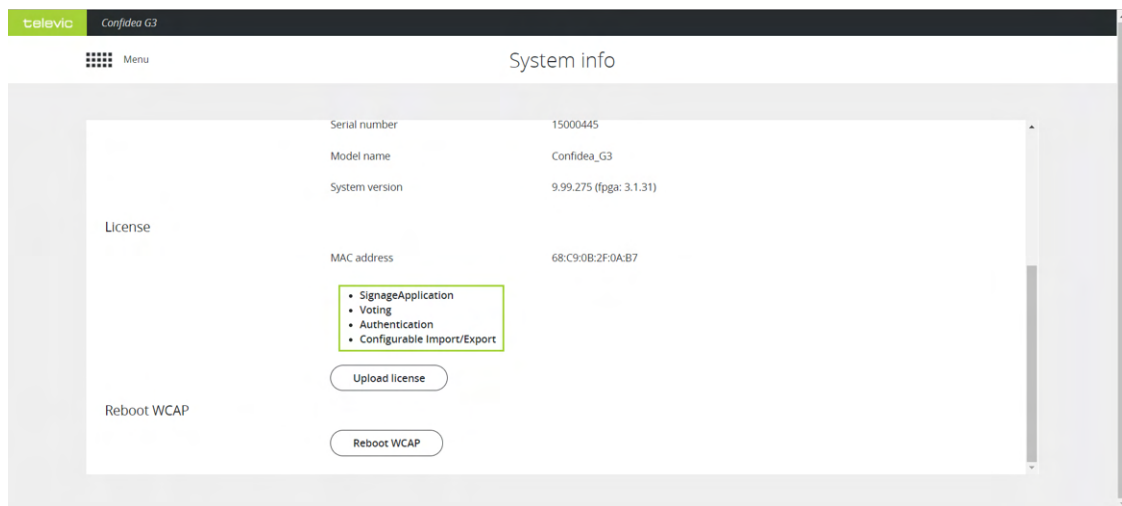 televic Confidea G3
Menu System info
Serial number 15000445
Model name Confidea_G3
System version 9.99.275 (fpga: 3.1.31)
License
MAC address 68:C9:0B:2F:0A:B7
• SignageApplication
• Voting
• Authentication
• Configurable Import/Export
Upload license
Reboot WCAP
Reboot WCAP